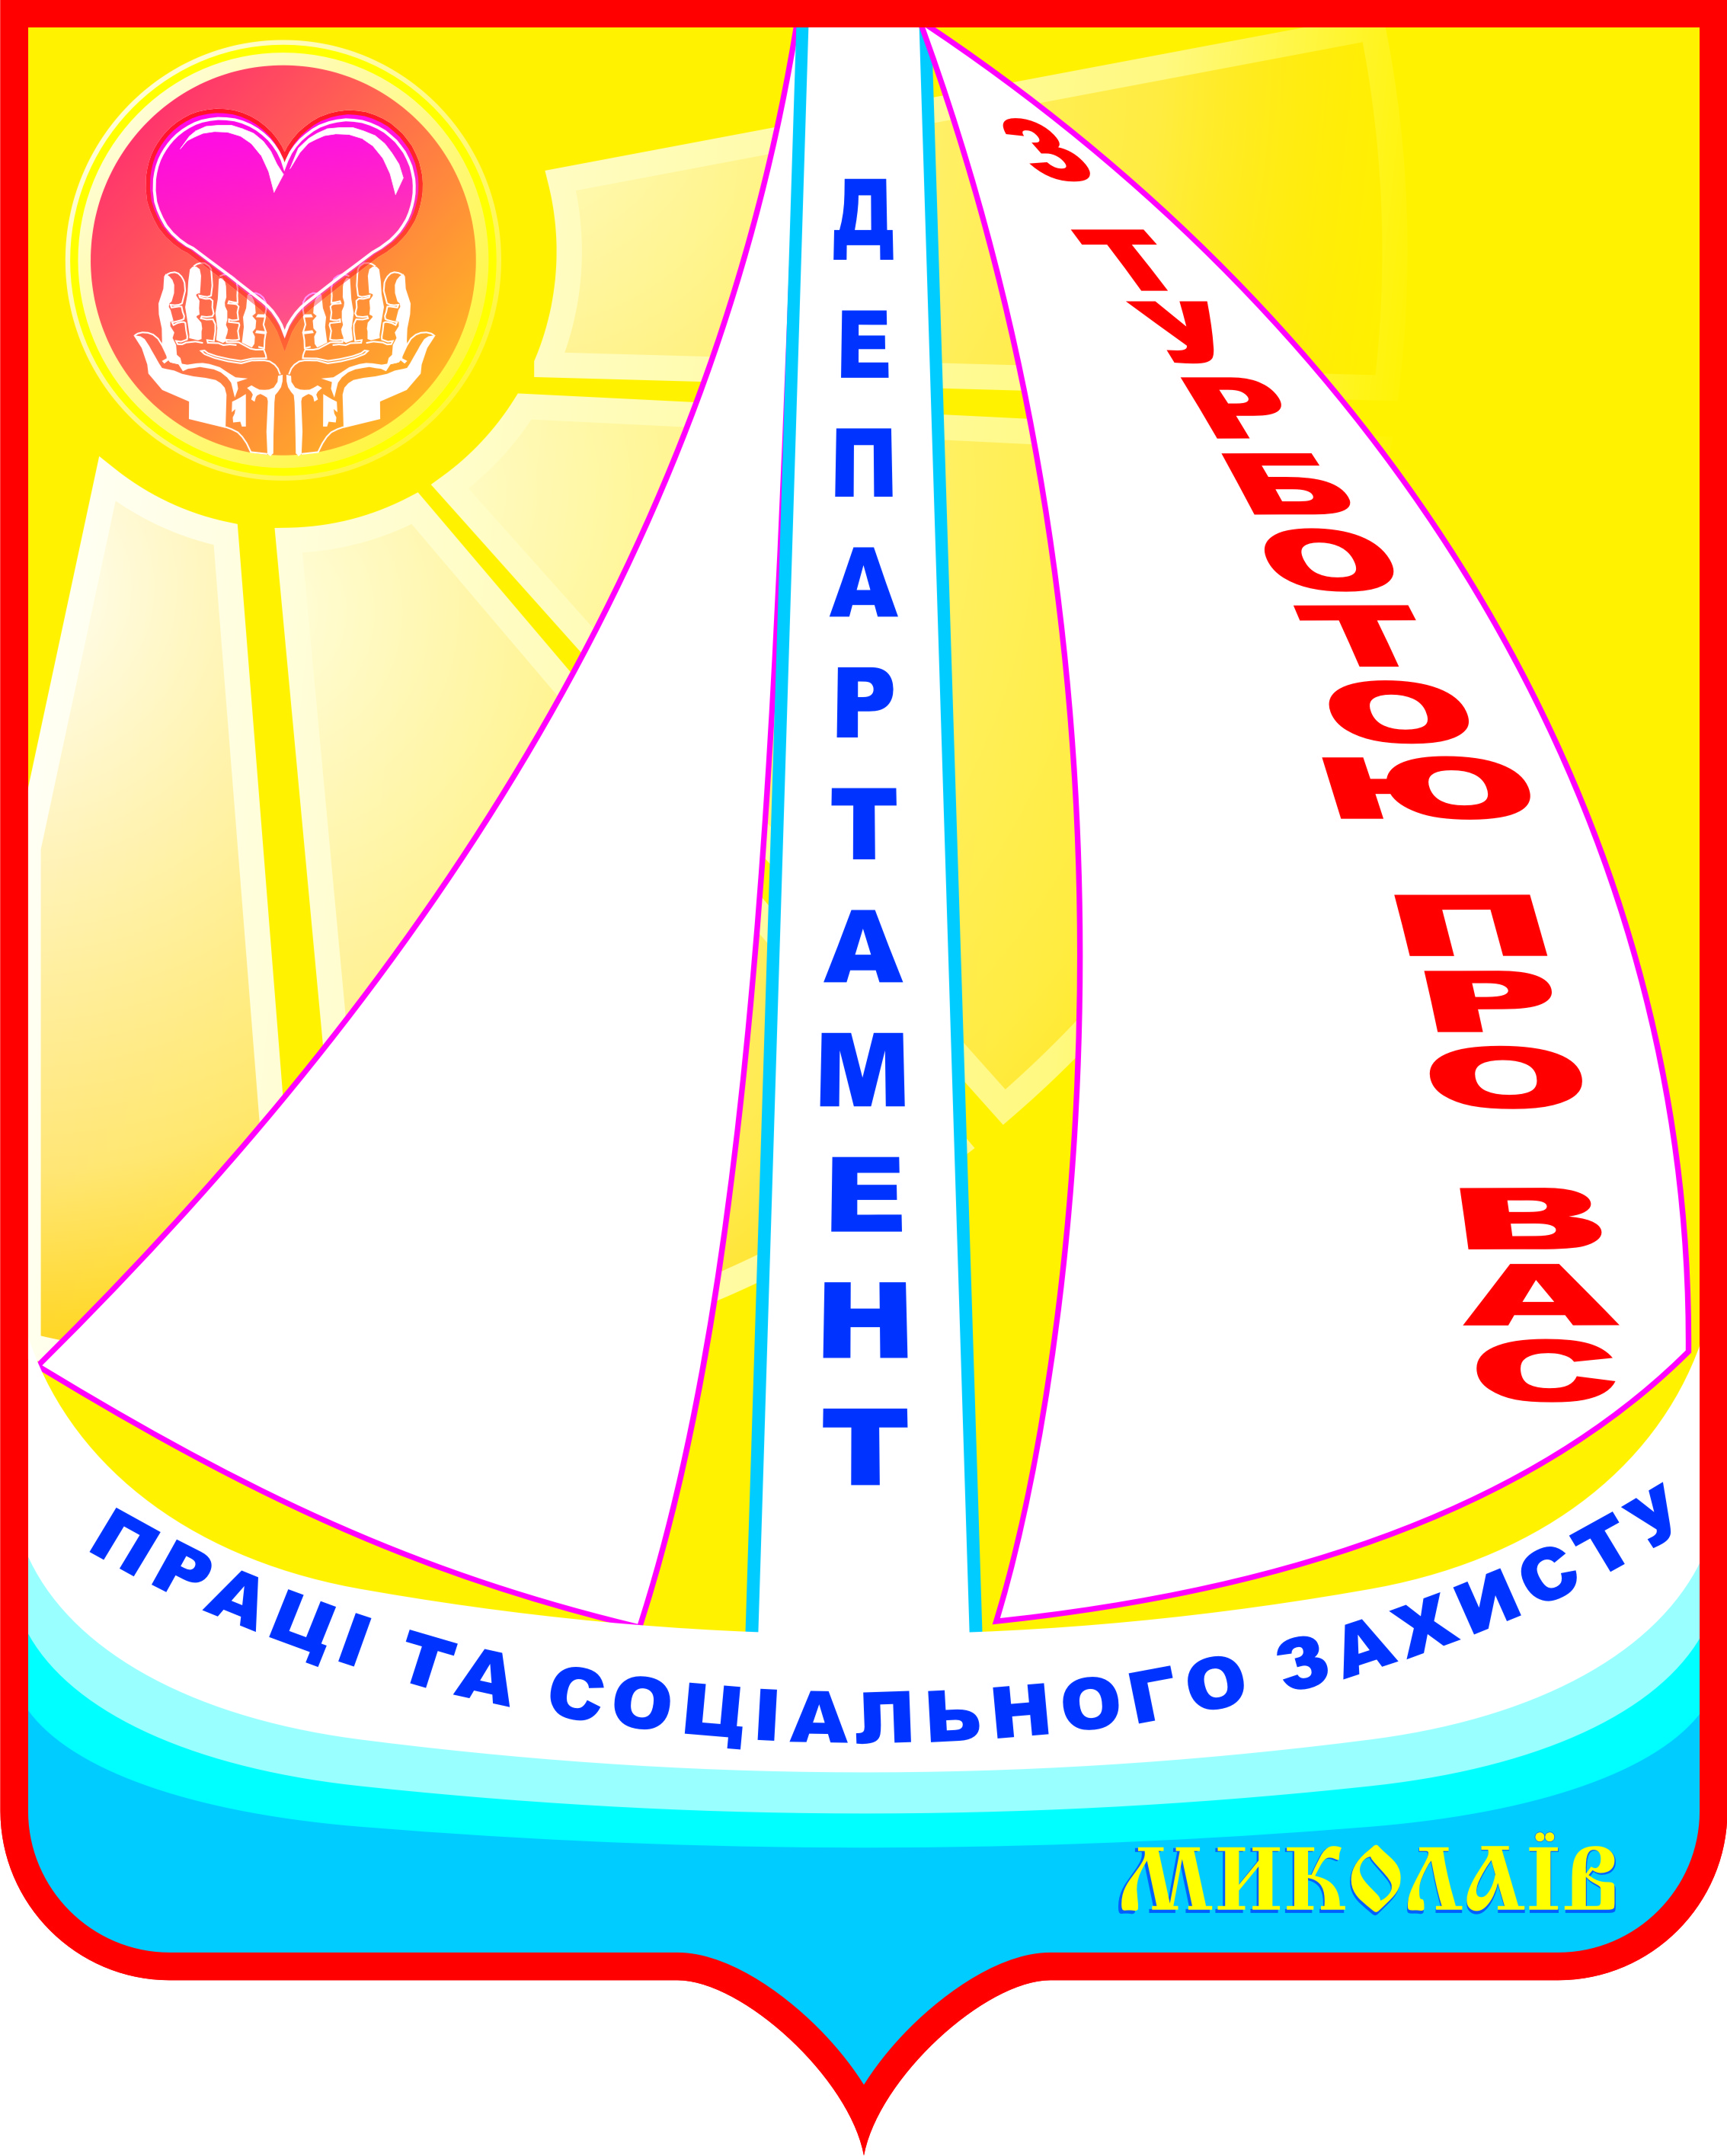 ДЕПАРТАМЕНТ
ПРАЦІ ТА СОЦІАЛЬНОГО ЗАХИСТУ
З ТУРБОТОЮ ПРО ВАС
МИКОЛАЇВ